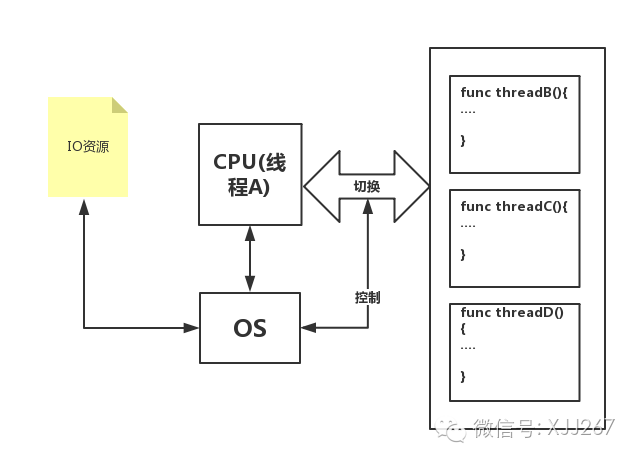 IO资源
CPU(线
程A)
切换
控制
OS
func threadB(){
....
}
func threadC(){
....
}
func threadD()
{
....
}
微信号: XJJ267